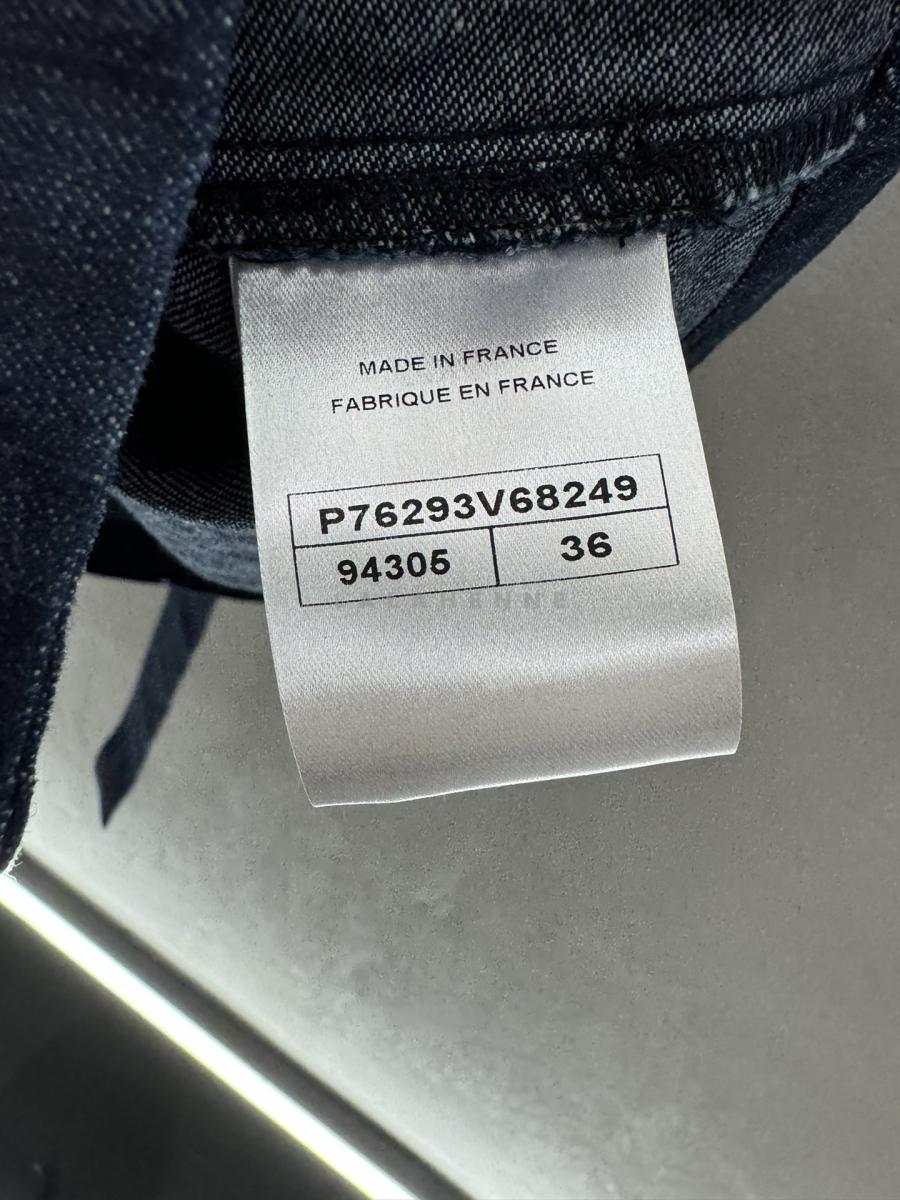 MADE IN FRANCE
FABRIQUE EN FRANCE
P76293V68249
94305 36